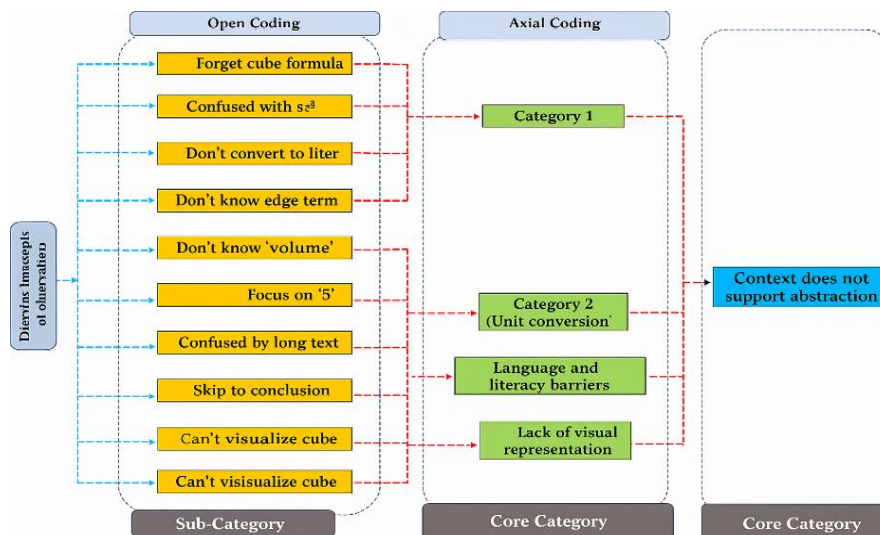 Open Coding
Axial Coding
Forget cube formula
Confused with
Don't convert to liter
Don't know edge term
Don't know 'volume'
Focus on '5'
Confused by long text
Skip to conclusion
Can't visualize cube
Can't visisualize cube
Sub-Category
Category 1
Category 2
(Unit conversion'
Language and
literacy barriers
Lack of visual
representation
Core Category
Context does not
support abstraction
Core Category